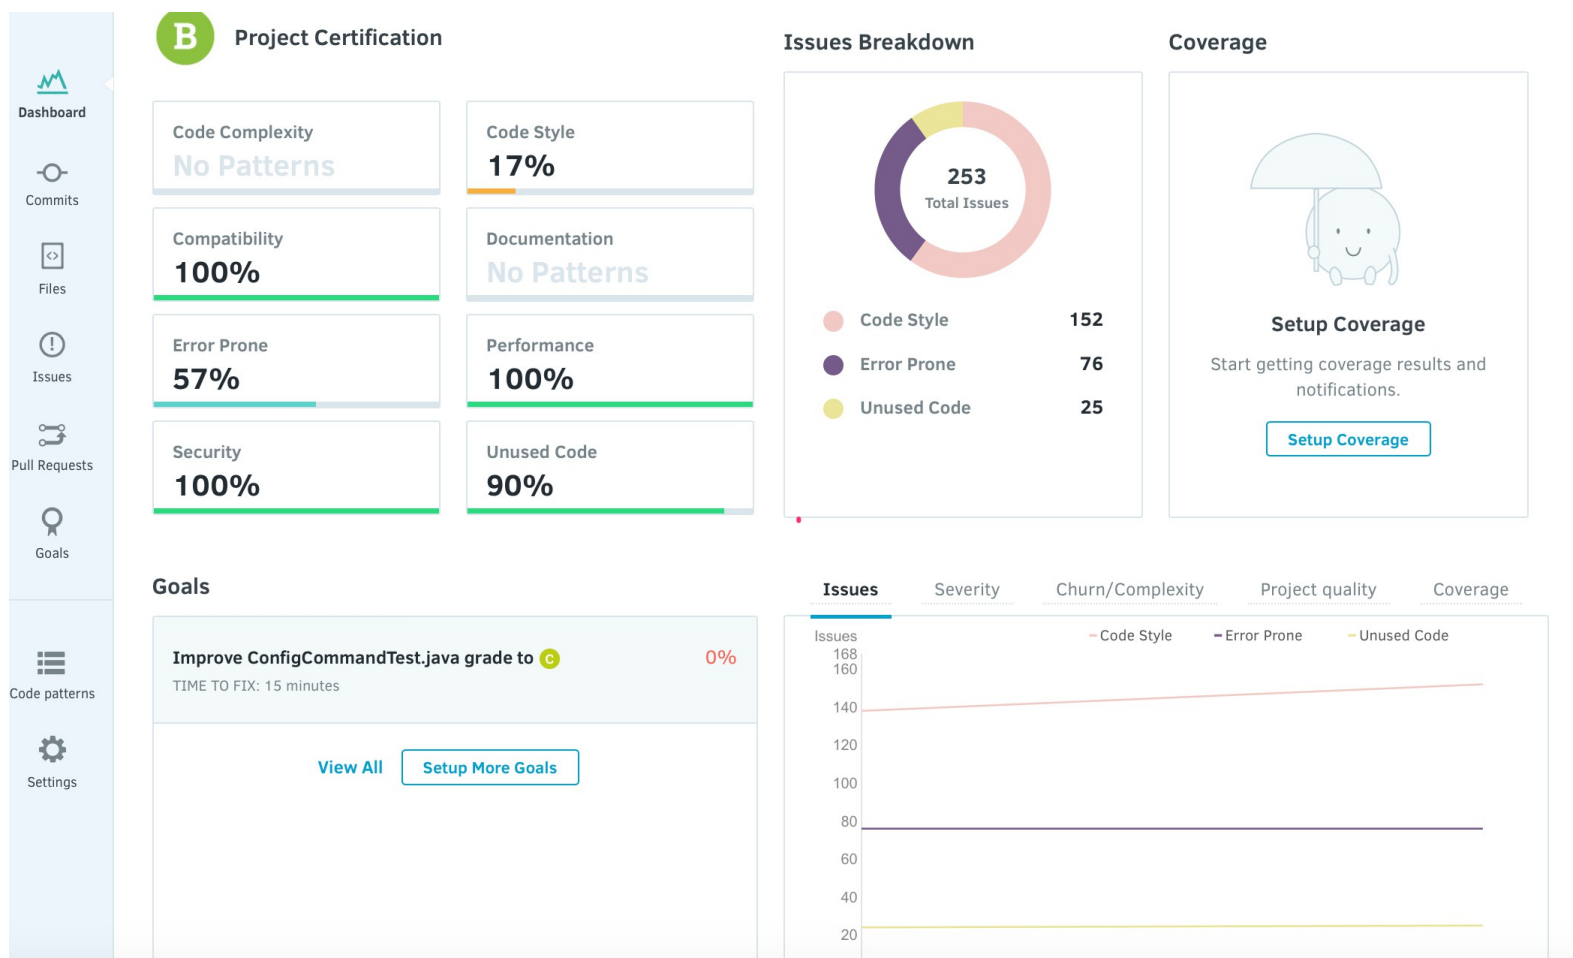 B Project Certification
Dashboard
Commits
Files
Issues
Pull Requests
Goals
Code patterns
Settings
Code Complexity
No Patterns
Code Style
17%
Compatibility
100%
Documentation
No Patterns
Error Prone
57%
Performance
100%
Security
100%
Unused Code
90%
Issues Breakdown
253
Total Issues
Code Style 152
Error Prone 76
Unused Code 25
Coverage
Setup Coverage
Start getting coverage results and
notifications.
Setup Coverage
Goals
Improve ConfigCommandTest.java grade to C 0%
TIME TO FIX: 15 minutes
View All Setup More Goals
Issues Severity Churn/Complexity Project quality Coverage
Issues
Code Style Error Prone Unused Code
168
160
140
120
100
80
60
40
20